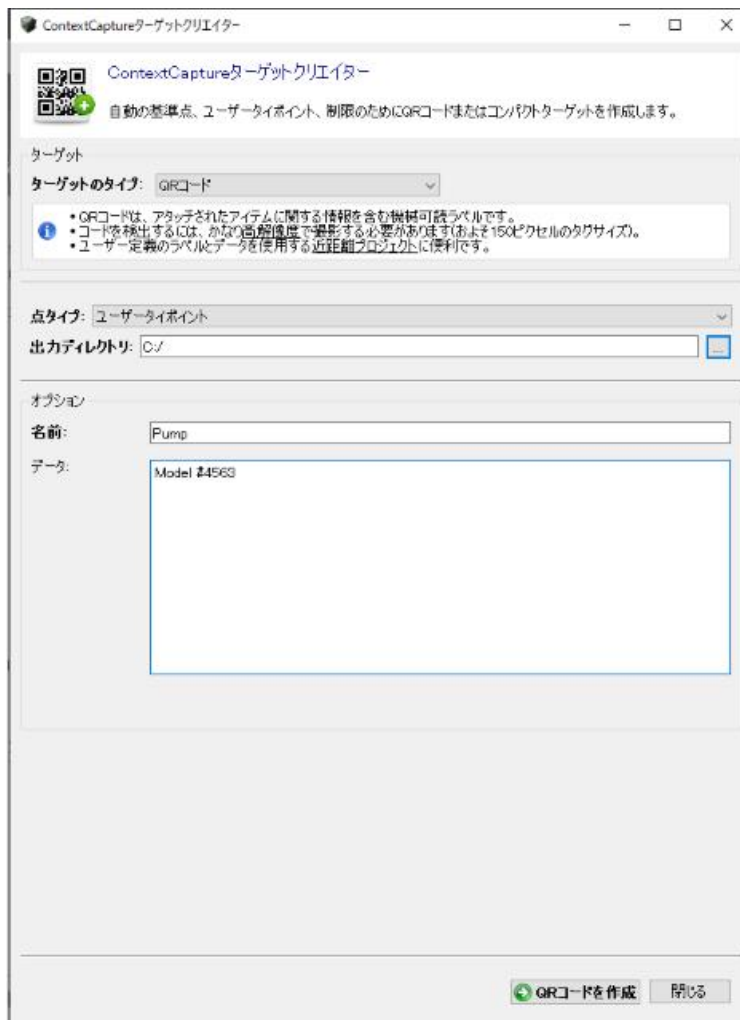 ContextCaptureターゲットクリエイター
ContextCaptureターゲットクリエイター
自動の基準点、ユーザータイポイント、制限のためにQRコードまたはコンパクトターゲットを作成します。
ターゲット
ターゲットのタイプ: QRコード
• QRコードは、アタッチされたアイテムに関する情報を含む機械可読ラベルです。
• コードを検出するには、かなり高解像度で撮影する必要があります(およそ150ピクセルのタグサイズ)。
• ユーザー定義のラベルとデータを使用する近距離プロジェクトに便利です。
点タイプ: ユーザータイポイント
出力ディレクトリ: C:/
...
オプション
名前: Pump
データ: Model #4563
QRコードを作成 閉じる